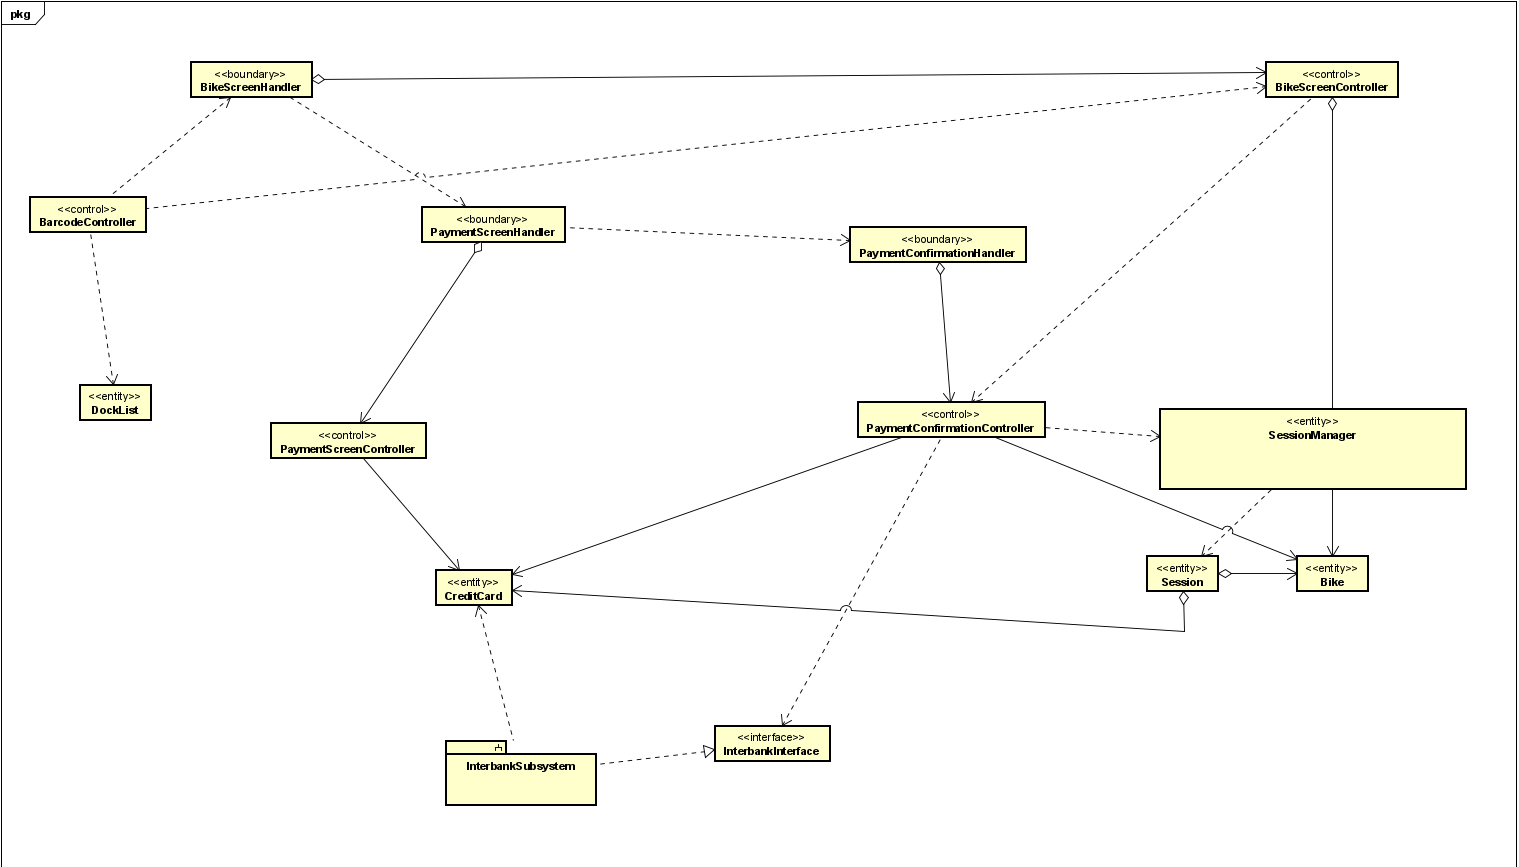 pkg
<<boundary>>
BikeScreenHandler
<<control>>
BikeScreenController
<<control>>
BarcodeController
<<boundary>>
PaymentScreenHandler
<<boundary>>
PaymentConfirmationHandler
<<entity>>
DockList
<<control>>
PaymentScreenController
<<control>>
PaymentConfirmationController
<<entity>>
SessionManager
<<entity>>
CreditCard
<<entity>>
Session
<<entity>>
Bike
InterbankSubsystem
<<interface>>
InterbankInterface